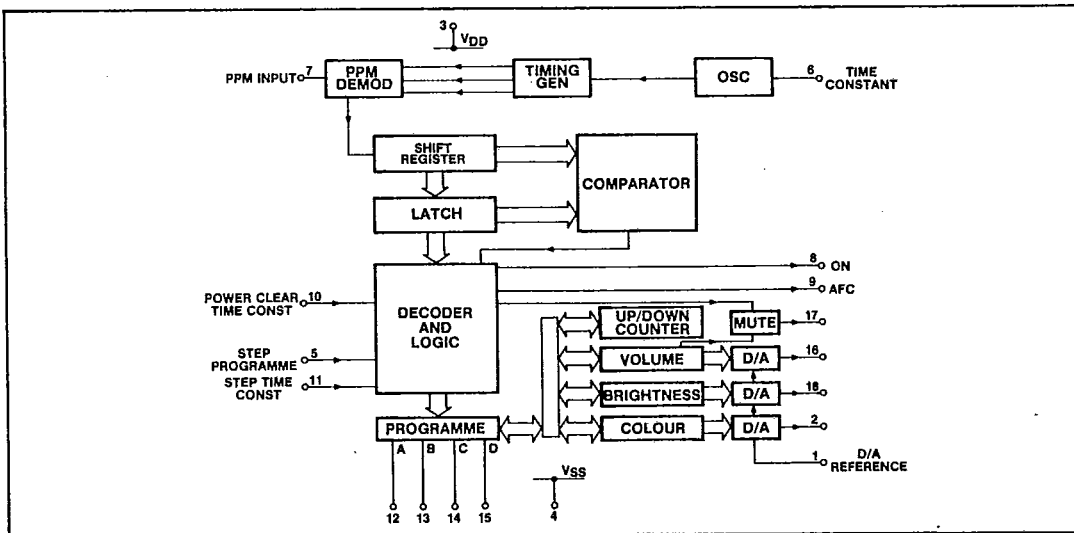 3
VDD
PPM INPUT
7
PPM
DEMOD
TIMING
GEN
OSC
6
TIME
CONSTANT
SHIFT
REGISTER
COMPARATOR
LATCH
DECODER
AND
LOGIC
8
ON
9
AFC
POWER CLEAR
TIME CONST
10
STEP
PROGRAMME
5
STEP TIME
CONST
11
UP/DOWN
COUNTER
MUTE
17
VOLUME
D/A
16
BRIGHTNESS
D/A
18
COLOUR
D/A
2
PROGRAMME
A
B
C
D
1
D/A
REFERENCE
VSS
4
12
13
14
15